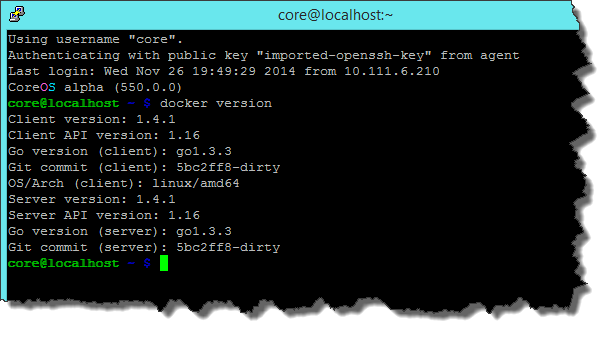 core@localhost:~
Using username "core".
Authenticating with public key "imported-openssh-key" from agent
Last login: Wed Nov 26 19:49:29 2014 from 10.111.6.210
CoreOS alpha (550.0.0)
core@localhost ~ $ docker version
Client version: 1.4.1
Client API version: 1.16
Go version (client): go1.3.3
Git commit (client): 5bc2ff8-dirty
OS/Arch (client): linux/amd64
Server version: 1.4.1
Server API version: 1.16
Go version (server): go1.3.3
Git commit (server): 5bc2ff8-dirty
core@localhost ~ $